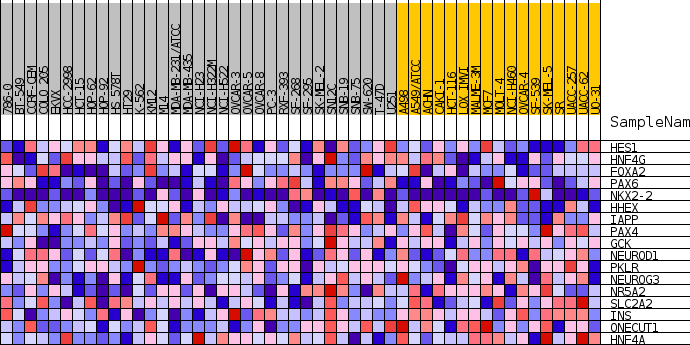 786-0
BT-549
CCRF-CEM
COLO 205
EKVX
HCC-2998
HCT-15
HOP-62
HOP-92
HS 578T
HT29
K-562
KM12
M14
MDA-MB-231/ATCC
MDA-MB-435
NCI-H23
NCI-H322M
NCI-H522
OVCAR-3
OVCAR-5
OVCAR-8
PC-3
RXF-393
SF-268
SF-295
SK-MEL-2
SN12C
SNB-19
SNB-75
SW-620
T-47D
U251
A498
A549/ATCC
ACHN
CAKI-1
HCT-116
LOX IMVI
MALME-3M
MCF7
MOLT-4
NCI-H460
OVCAR-4
SF-539
SK-MEL-5
SR
UACC-257
UACC-62
UO-31
SampleName
HES1
HNF4G
FOXA2
PAX6
NKX2-2
HHEX
IAPP
PAX4
GCK
NEUROD1
PKLR
NEUROG3
NR5A2
SLC2A2
INS
ONECUT1
HNF4A